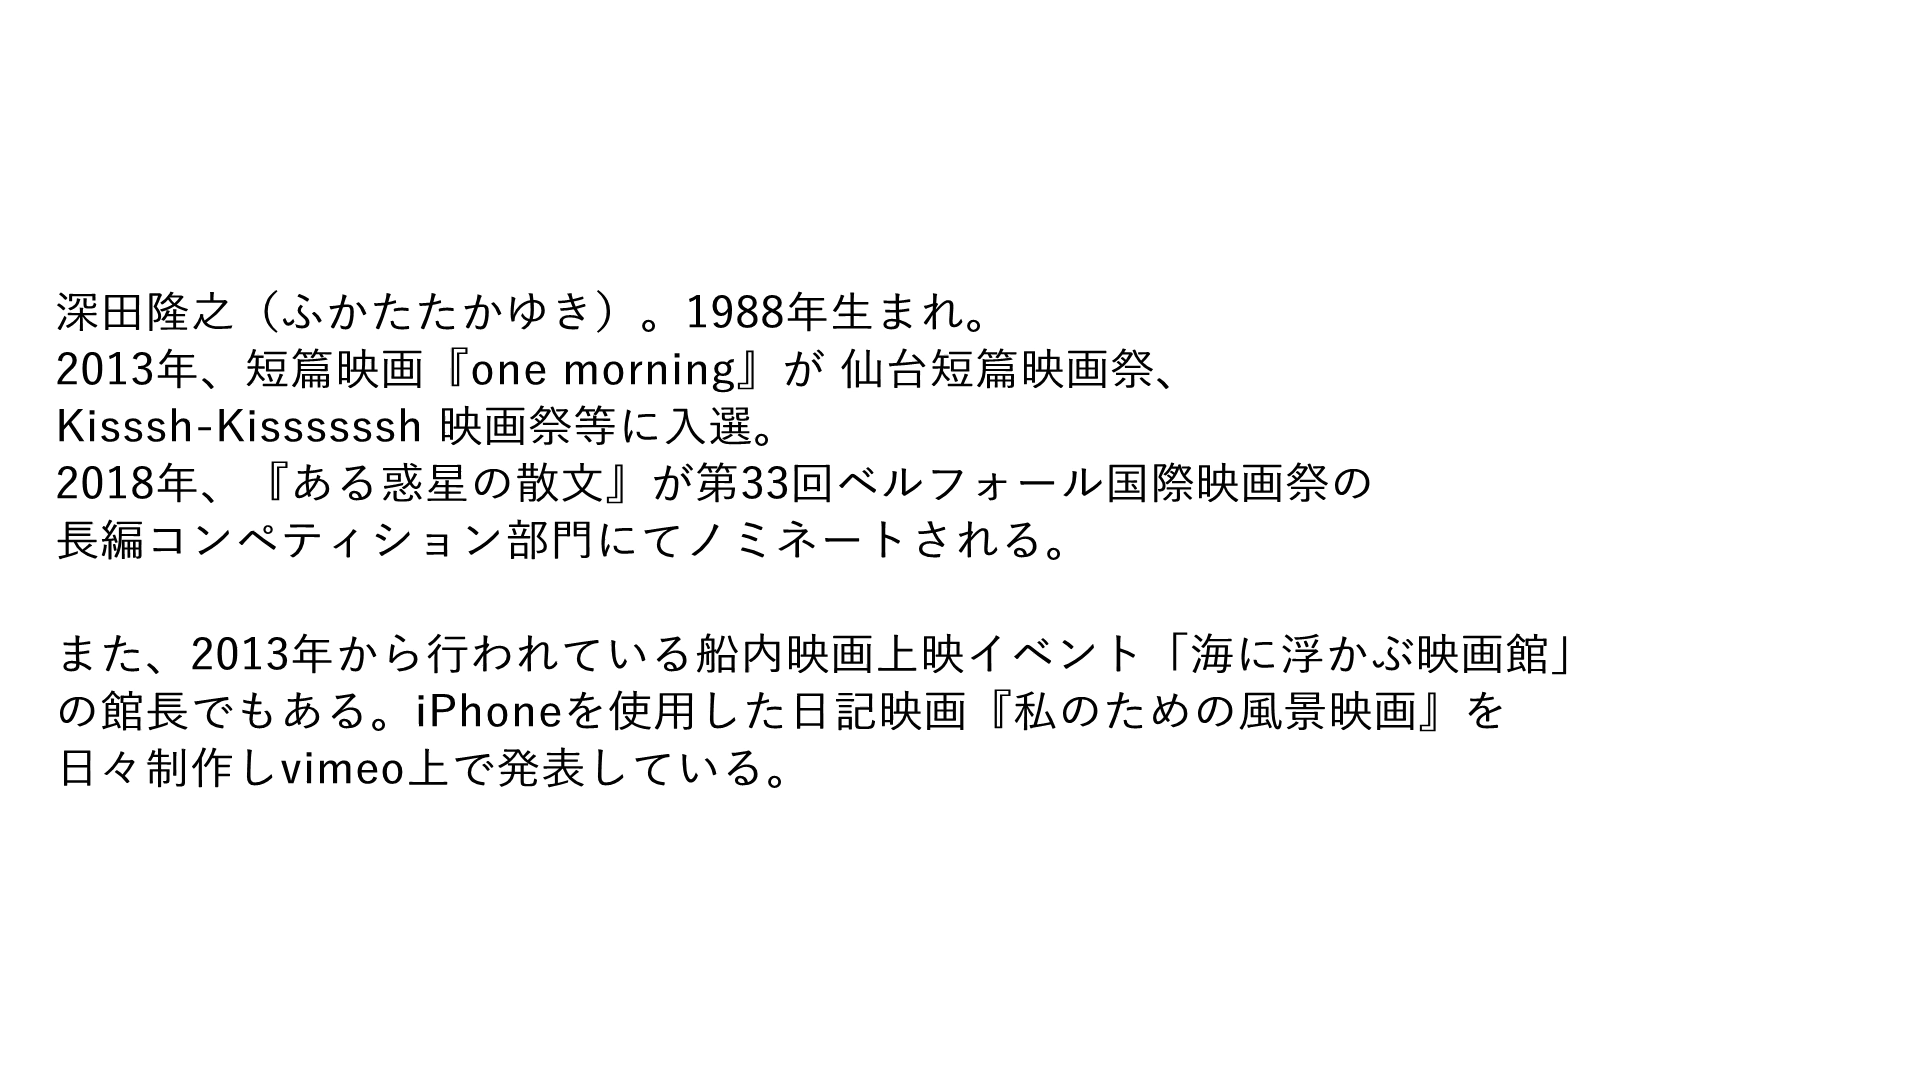 深田隆之（ふかたたかゆき）。1988年生まれ。
2013年、短篇映画『one morning』が 仙台短篇映画祭、
Kisssh-Kissssssh 映画祭等に入選。
2018年、『ある惑星の散文』が第33回ベルフォール国際映画祭の
長編コンペティション部門にてノミネートされる。
また、2013年から行われている船内映画上映イベント「海に浮かぶ映画館」
の館長でもある。iPhoneを使用した日記映画『私のための風景映画』を
日々制作しvimeo上で発表している。